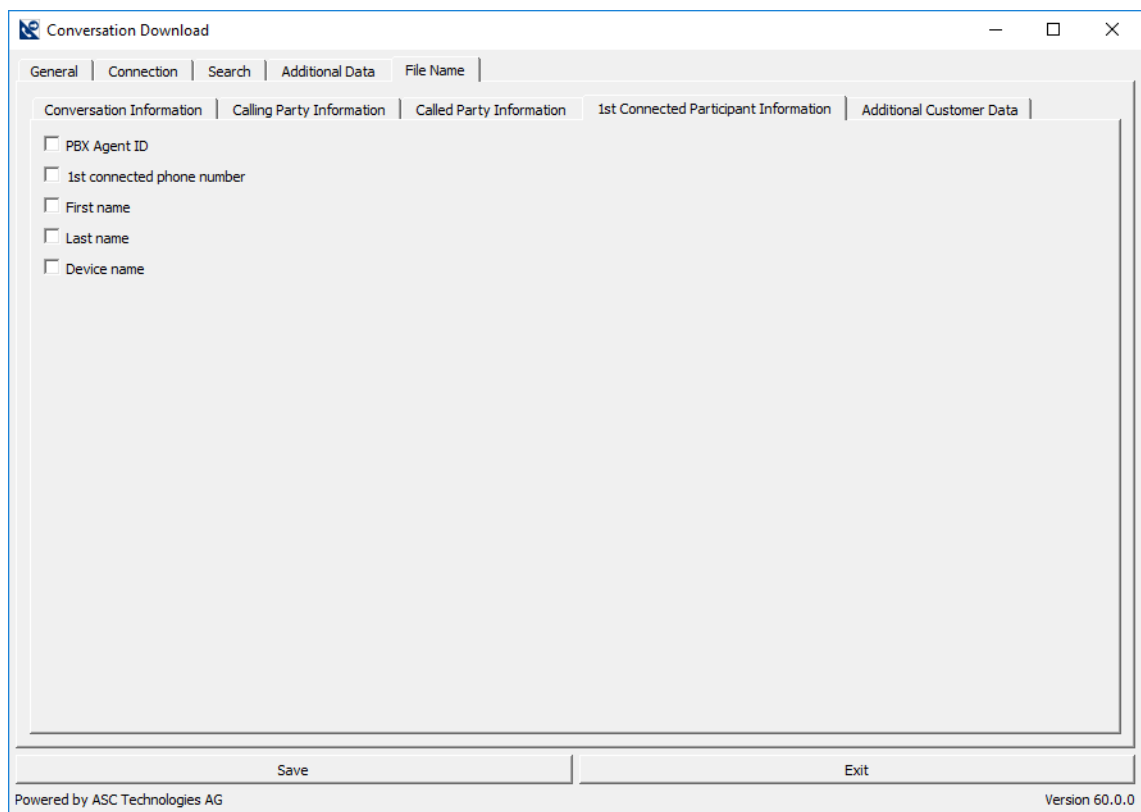 Conversation Download
General Connection Search Additional Data File Name
Conversation Information Calling Party Information Called Party Information 1st Connected Participant Information Additional Customer Data
PBX Agent ID
1st connected phone number
First name
Last name
Device name
Save Exit
Powered by ASC Technologies AG Version 60.0.0